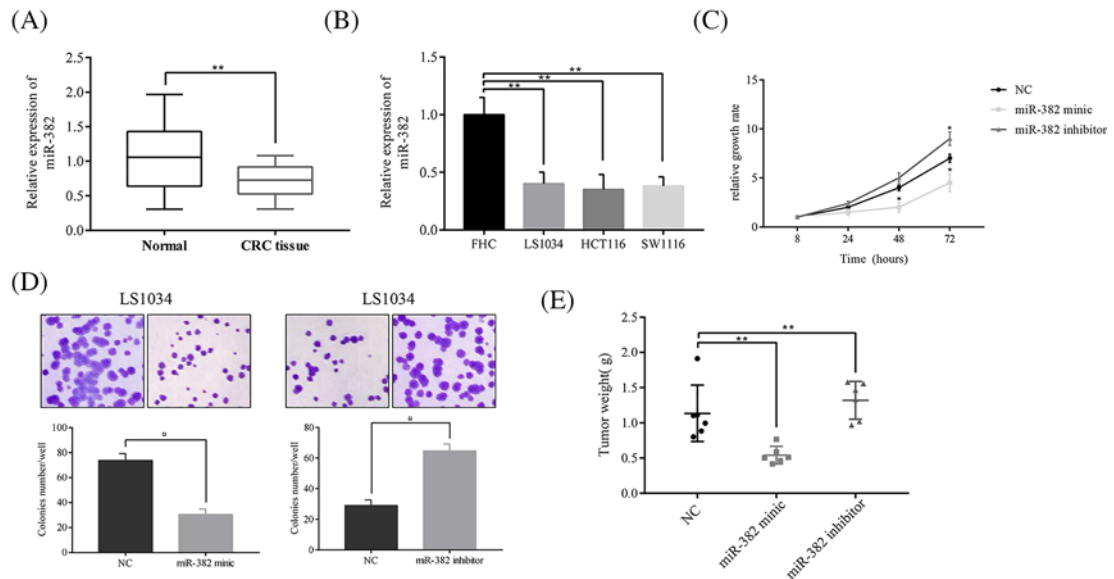 (A)
Relative expression of
miR-382
2.5
2.0
1.5
1.0
0.5
0.0
**
Normal
CRC tissue
(B)
Relative expression of
miR-382
1.5
1.0
0.5
0.0
**
**
**
FHC
LS1034
HCT116
SW1116
(C)
relative growth rate
20
15
10
5
0
*
*
*
8
24
48
72
Time (hours)
NC
miR-382 minic
miR-382 inhibitor
(D)
LS1034
LS1034
Colonies number/well
100
80
60
40
20
0
¤
NC
miR-382 minic
Colonies number/well
80
60
40
20
0
¤
NC
miR-382 inhibitor
(E)
Tumor weight( g)
2.5
2.0
1.5
1.0
0.5
0.0
**
**
NC
miR-382 minic
miR-382 inhibitor